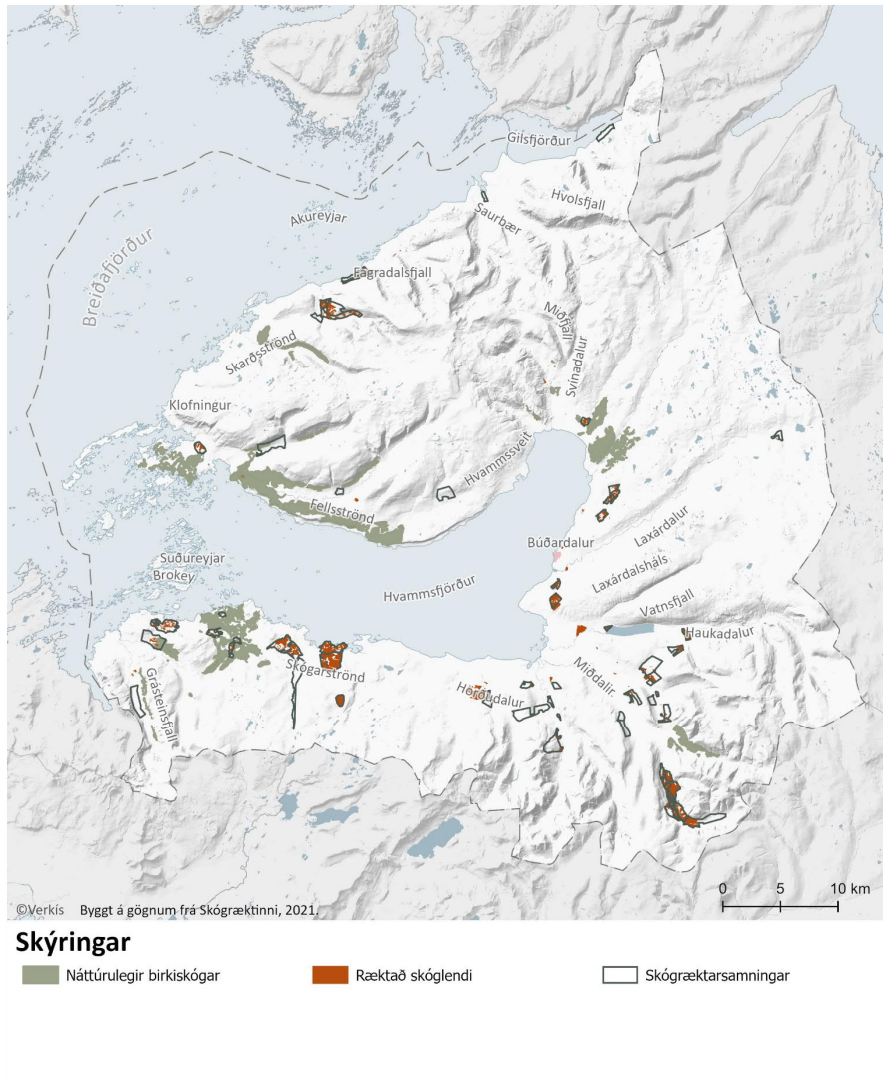 Gilsfjörður
Hvolsfjall
Saurbær
Akureyjar
Breiðafjörður
Fagradalsfjall
Miðfjall
Svínadalur
Skarðsströnd
Klofningur
Hvammssveit
Fellsströnd
Laxárdalur
Búðardalur
Suðureyjar
Brokey
Laxárdalsháls
Hvammsfjörður
Vatnsfjall
Haukadalur
Skógarströnd
Miðdalir
Grásteinsfjall
Hörðudalur
0 5 10 km
©Verkís Byggt á gögnum frá Skógræktinni, 2021.
Skýringar
Náttúrulegir birkiskógar Ræktað skóglendi Skógræktarsamningar